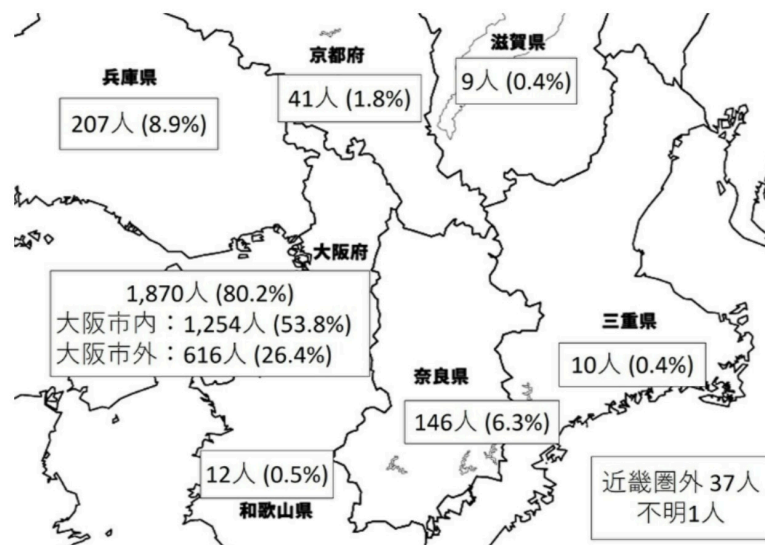 京都府
41人 (1.8%)
滋賀県
9人 (0.4%)
兵庫県
207人 (8.9%)
大阪府
1,870人 (80.2%)
大阪市内：1,254人 (53.8%)
大阪市外：616人 (26.4%)
三重県
10人 (0.4%)
奈良県
146人 (6.3%)
12人 (0.5%)
和歌山県
近畿圏外 37人
不明1人